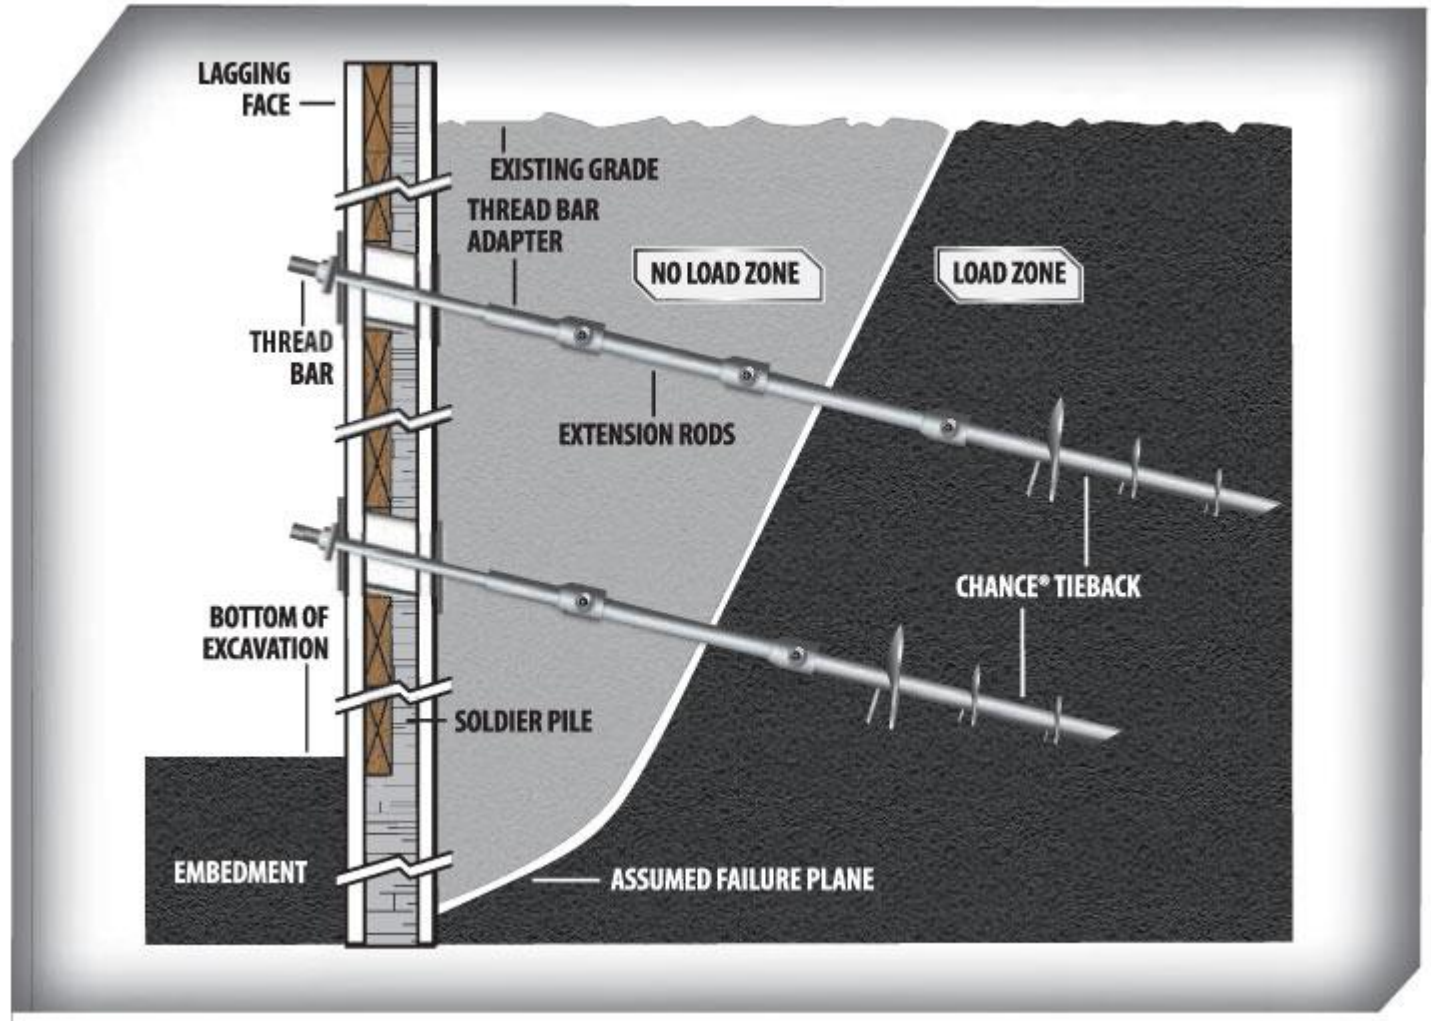 LAGGING
FACE
EXISTING GRADE
THREAD BAR
ADAPTER
NO LOAD ZONE
LOAD ZONE
THREAD
BAR
EXTENSION RODS
CHANCE® TIEBACK
BOTTOM OF
EXCAVATION
SOLDIER PILE
EMBEDMENT
ASSUMED FAILURE PLANE